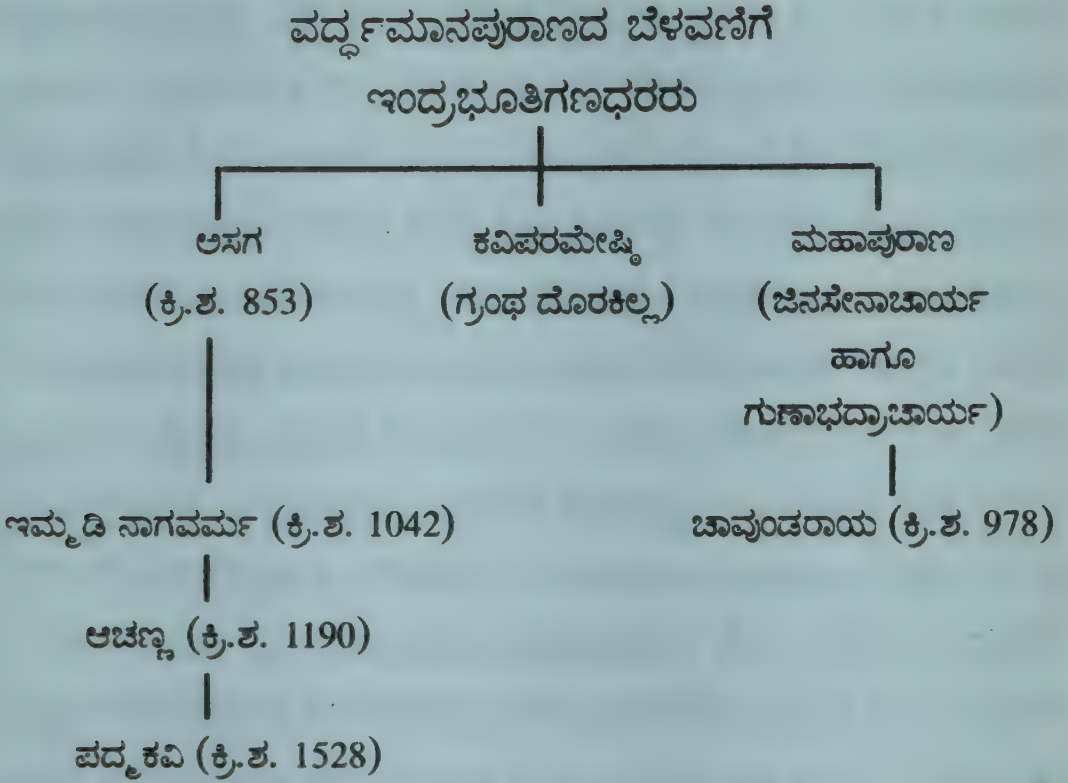 ವರ್ದ್ಧಮಾನಪುರಾಣದ ಬೆಳವಣಿಗೆ
ಇಂದ್ರಭೂತಿಗಣಧರರು
ಅಸಗ ಕವಿಪರಮೇಷ್ಠಿ ಮಹಾಪುರಾಣ
(ಕ್ರಿ.ಶ. 853) (ಗ್ರಂಥ ದೊರಕಿಲ್ಲ) (ಜಿನಸೇನಾಚಾರ್ಯ
ಹಾಗೂ
ಗುಣಾಭದ್ರಾಚಾರ್ಯ)
ಇಮ್ಮಡಿ ನಾಗವರ್ಮ (ಕ್ರಿ.ಶ. 1042) ಚಾವುಂಡರಾಯ (ಕ್ರಿ.ಶ. 978)
ಆಚಣ್ಣ (ಕ್ರಿ.ಶ. 1190)
ಪದ್ಮಕವಿ (ಕ್ರಿ.ಶ. 1528)